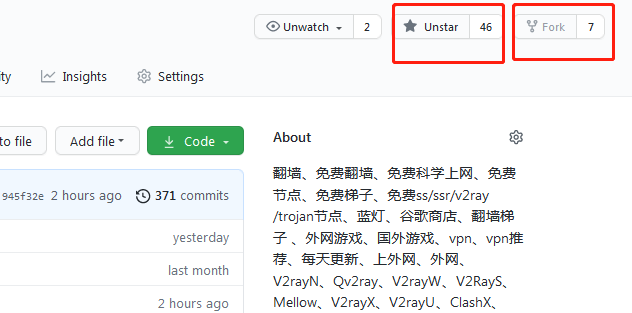 Unwatch 2 Unstar 46 Fork 7
ity Insights Settings
to file Add file Code About
翻墙、免费翻墙、免费科学上网、免费
945f32e 2 hours ago 371 commits 节点、免费梯子、免费ss/ssr/v2ray
/trojan节点、蓝灯、谷歌商店、翻墙梯
yesterday 子 、外网游戏、国外游戏、vpn、vpn推
荐、每天更新、上外网、外网、
last month V2rayN、Qv2ray、V2rayW、V2RayS、
2 hours ago Mellow、V2rayX、V2rayU、ClashX、